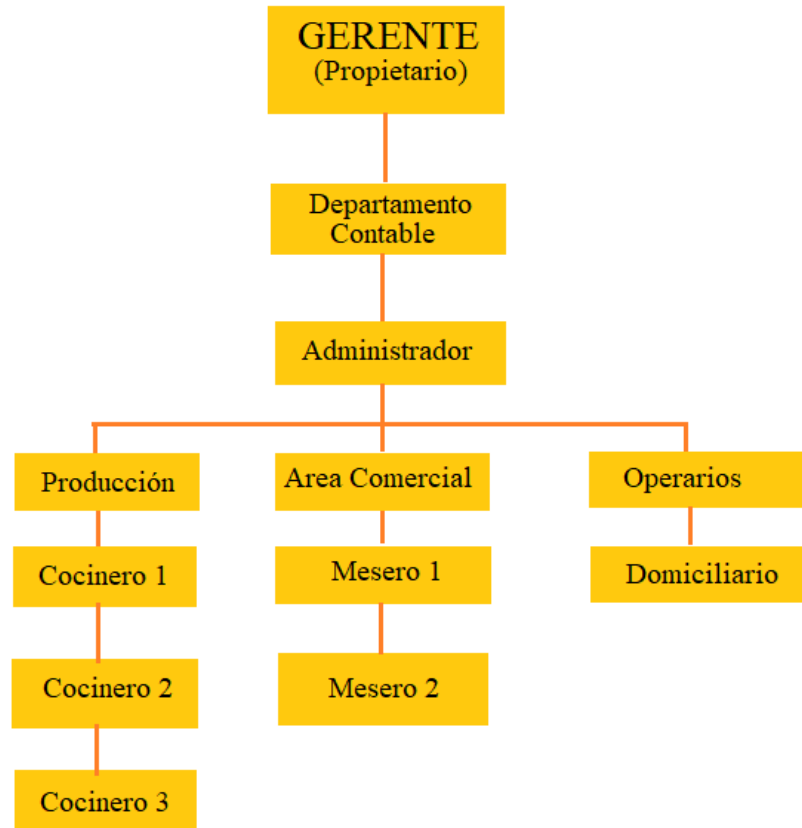 GERENTE
(Propietario)
Departamento
Contable
Administrador
Producción
Area Comercial
Operarios
Cocinero 1
Mesero 1
Domiciliario
Cocinero 2
Mesero 2
Cocinero 3